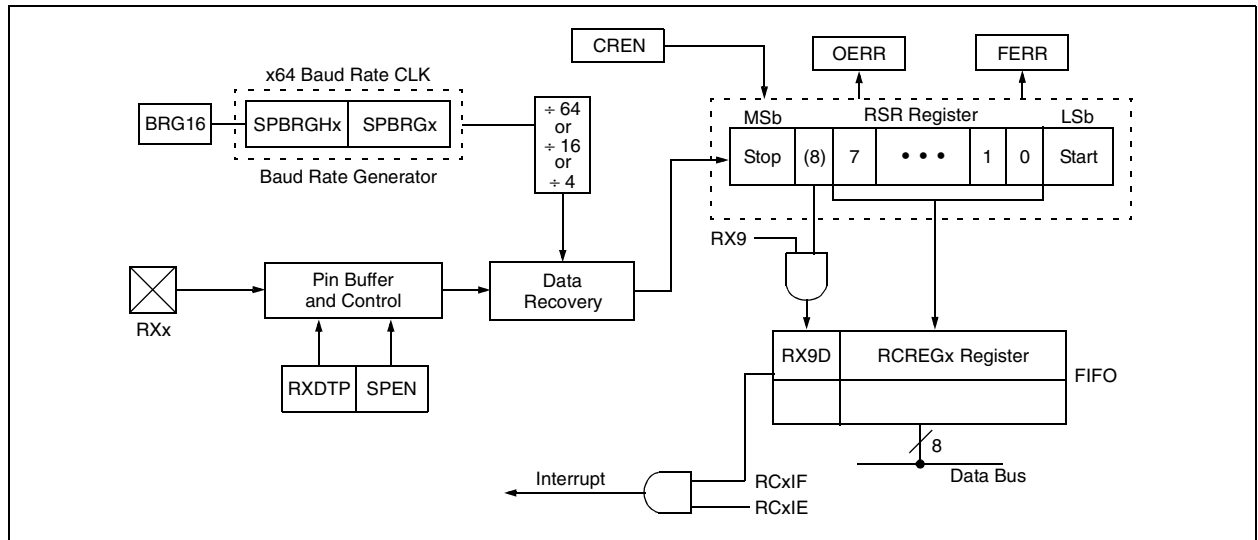 CREN
OERR
FERR
x64 Baud Rate CLK
BRG16
SPBRGHx
SPBRGx
Baud Rate Generator
÷ 64
or
÷ 16
or
÷ 4
MSb
RSR Register
LSb
Stop
(8)
7
• • •
1
0
Start
RX9
RXx
Pin Buffer
and Control
Data
Recovery
RXDTP
SPEN
RX9D
RCREGx Register
FIFO
8
Data Bus
Interrupt
RCxIF
RCxIE